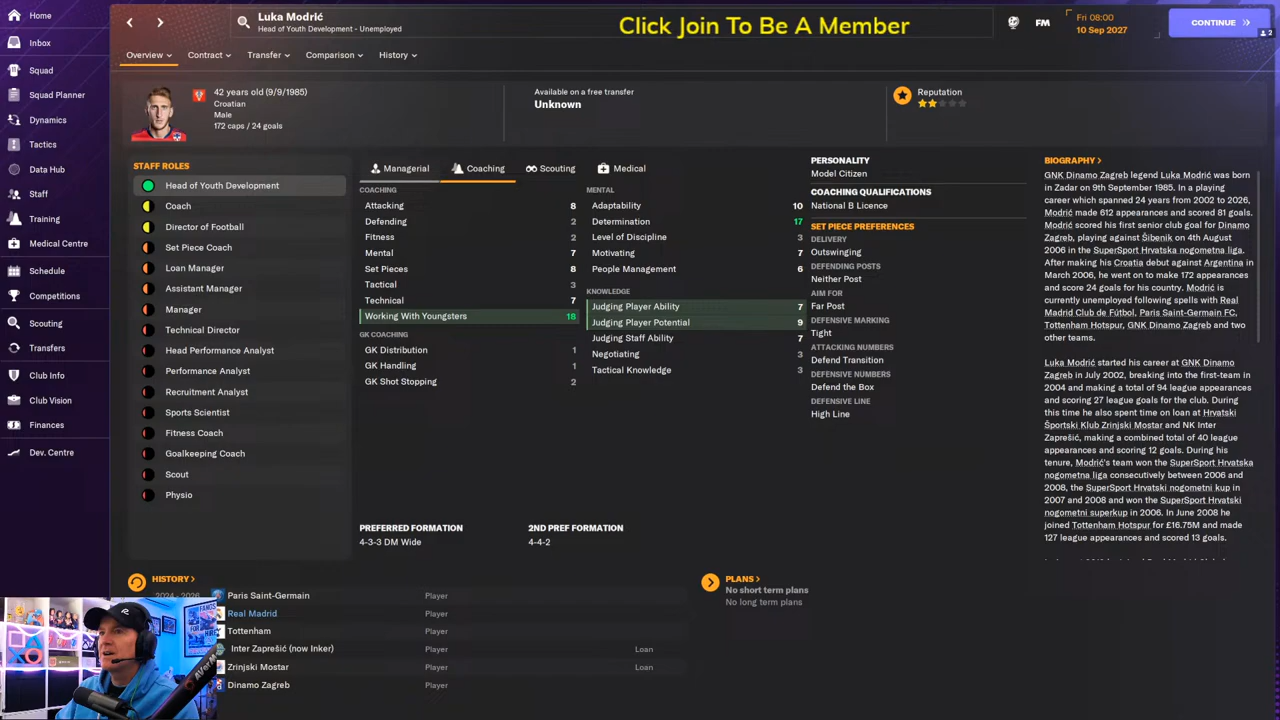 Home
Inbox
Squad
Squad Planner
Dynamics
Tactics
Data Hub
Staff
Training
Medical Centre
Schedule
Competitions
Scouting
Transfers
Club Info
Club Vision
Finances
Dev. Centre
Luka Modrić
Head of Youth Development - Unemployed
Click Join To Be A Member
FM
Fri 08:00
10 Sep 2027
CONTINUE
2
Overview
Contract
Transfer
Comparison
History
42 years old (9/9/1985)
Croatian
Male
172 caps / 24 goals
Available on a free transfer
Unknown
Reputation
STAFF ROLES
Head of Youth Development
Coach
Director of Football
Set Piece Coach
Loan Manager
Assistant Manager
Manager
Technical Director
Head Performance Analyst
Performance Analyst
Recruitment Analyst
Sports Scientist
Fitness Coach
Goalkeeping Coach
Scout
Physio
Managerial
Coaching
Scouting
Medical
COACHING
Attacking 8
Defending 2
Fitness 2
Mental 7
Set Pieces 8
Tactical 3
Technical 7
Working With Youngsters 18
GK COACHING
GK Distribution 1
GK Handling 1
GK Shot Stopping 2
MENTAL
Adaptability 10
Determination 17
Level of Discipline 3
Motivating 7
People Management 6
KNOWLEDGE
Judging Player Ability 7
Judging Player Potential 9
Judging Staff Ability 7
Negotiating 3
Tactical Knowledge 3
PREFERRED FORMATION
4-3-3 DM Wide
2ND PREF FORMATION
4-4-2
PERSONALITY
Model Citizen
COACHING QUALIFICATIONS
National B Licence
SET PIECE PREFERENCES
DELIVERY
Outswinging
DEFENDING POSTS
Neither Post
AIM FOR
Far Post
DEFENSIVE MARKING
Tight
ATTACKING NUMBERS
Defend Transition
DEFENSIVE NUMBERS
Defend the Box
DEFENSIVE LINE
High Line
BIOGRAPHY
GNK Dinamo Zagreb legend Luka Modrić was born
in Zadar on 9th September 1985. In a playing
career which spanned 24 years from 2002 to 2026,
Modrić made 612 appearances and scored 81 goals.
Modrić scored his first senior club goal for Dinamo
Zagreb, playing against Šibenik on 4th August
2006 in the SuperSport Hrvatska nogometna liga.
After making his Croatia debut against Argentina in
March 2006, he went on to make 172 appearances
and score 24 goals for his country. Modrić is
currently unemployed following spells with Real
Madrid Club de Fútbol, Paris Saint-Germain FC,
Tottenham Hotspur, GNK Dinamo Zagreb and two
other teams.
Luka Modrić started his career at GNK Dinamo
Zagreb in July 2002, breaking into the first-team in
2004 and making a total of 94 league appearances
and scoring 27 league goals for the club. During
this time he also spent time on loan at Hrvatski
Športski Klub Zrinjski Mostar and NK Inter
Zaprešić, making a combined total of 40 league
appearances and scoring 12 goals. During his
tenure, Modrić's team won the SuperSport Hrvatska
nogometna liga consecutively between 2006 and
2008, the SuperSport Hrvatski nogometni kup in
2007 and 2008 and won the SuperSport Hrvatski
nogometni superkup in 2006. In June 2008 he
joined Tottenham Hotspur for £16.75M and made
127 league appearances and scored 13 goals.
HISTORY
2024 - 2026 Paris Saint-Germain Player
Real Madrid Player
Tottenham Player
Inter Zaprešić (now Inker) Player Loan
Zrinjski Mostar Player Loan
Dinamo Zagreb Player
PLANS
No short term plans
No long term plans